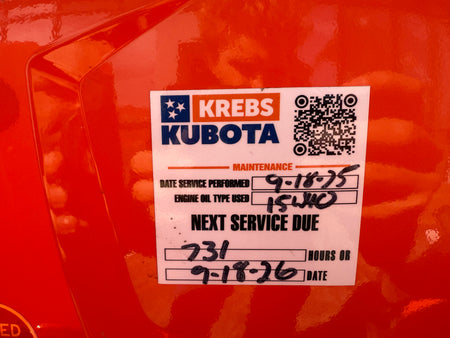 KREBS
KUBOTA
MAINTENANCE
DATE SERVICE PERFORMED 9-18-25
ENGINE OIL TYPE USED 15W40
NEXT SERVICE DUE
731 HOURS OR
9-18-26 DATE
ED